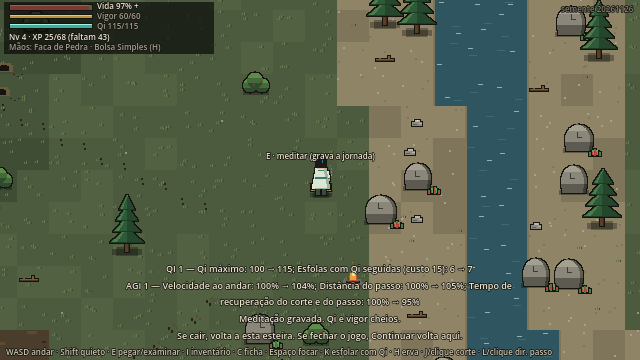 Vida 97% +
Vigor 60/60
Qi 115/115
Nv 4 · XP 25/68 (faltam 43)
Mãos: Faca de Pedra · Bolsa Simples (H)
semente 20261126
E · meditar (grava a jornada)
QI 1 — Qi máximo: 100 → 115; Esfolas com Qi seguidas (custo 15): 6 → 7
AGI 1 — Velocidade ao andar: 100% → 104%; Distância do passo: 100% → 105%; Tempo de
recuperação do corte e do passo: 100% → 95%
Meditação gravada. Qi e vigor cheios.
Se cair, volta a esta esteira. Se fechar o jogo, Continuar volta aqui.
WASD andar · Shift quieto · E pegar/examinar · I inventário · C ficha · Espaço focar · K esfolar com Qi · H erva · J/clique corte · L/clique dir. passo